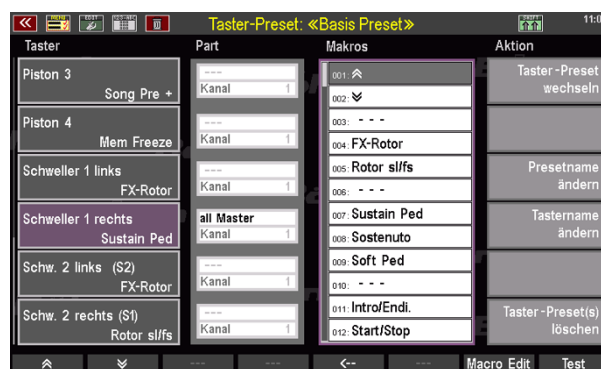 Taster-Preset: «Basis Preset»
11:0
Taster
Part
Makros
Aktion
Piston 3
Song Pre +
---
Kanal 1
Piston 4
Mem Freeze
---
Kanal 1
Schweller 1 links
FX-Rotor
---
Kanal 1
Schweller 1 rechts
Sustain Ped
all Master
Kanal 1
Schw. 2 links (S2)
FX-Rotor
---
Kanal 1
Schw. 2 rechts (S1)
Rotor sl/fs
---
Kanal 1
001:
002:
003: - - -
004: FX-Rotor
005: Rotor sl/fs
006: - - -
007: Sustain Ped
008: Sostenuto
009: Soft Ped
010: - - -
011: Intro/Endi.
012: Start/Stop
Taster-Preset
wechseln
Presetname
ändern
Tastername
ändern
Taster-Preset(s)
löschen
--- --- <-- --- Macro Edit Test